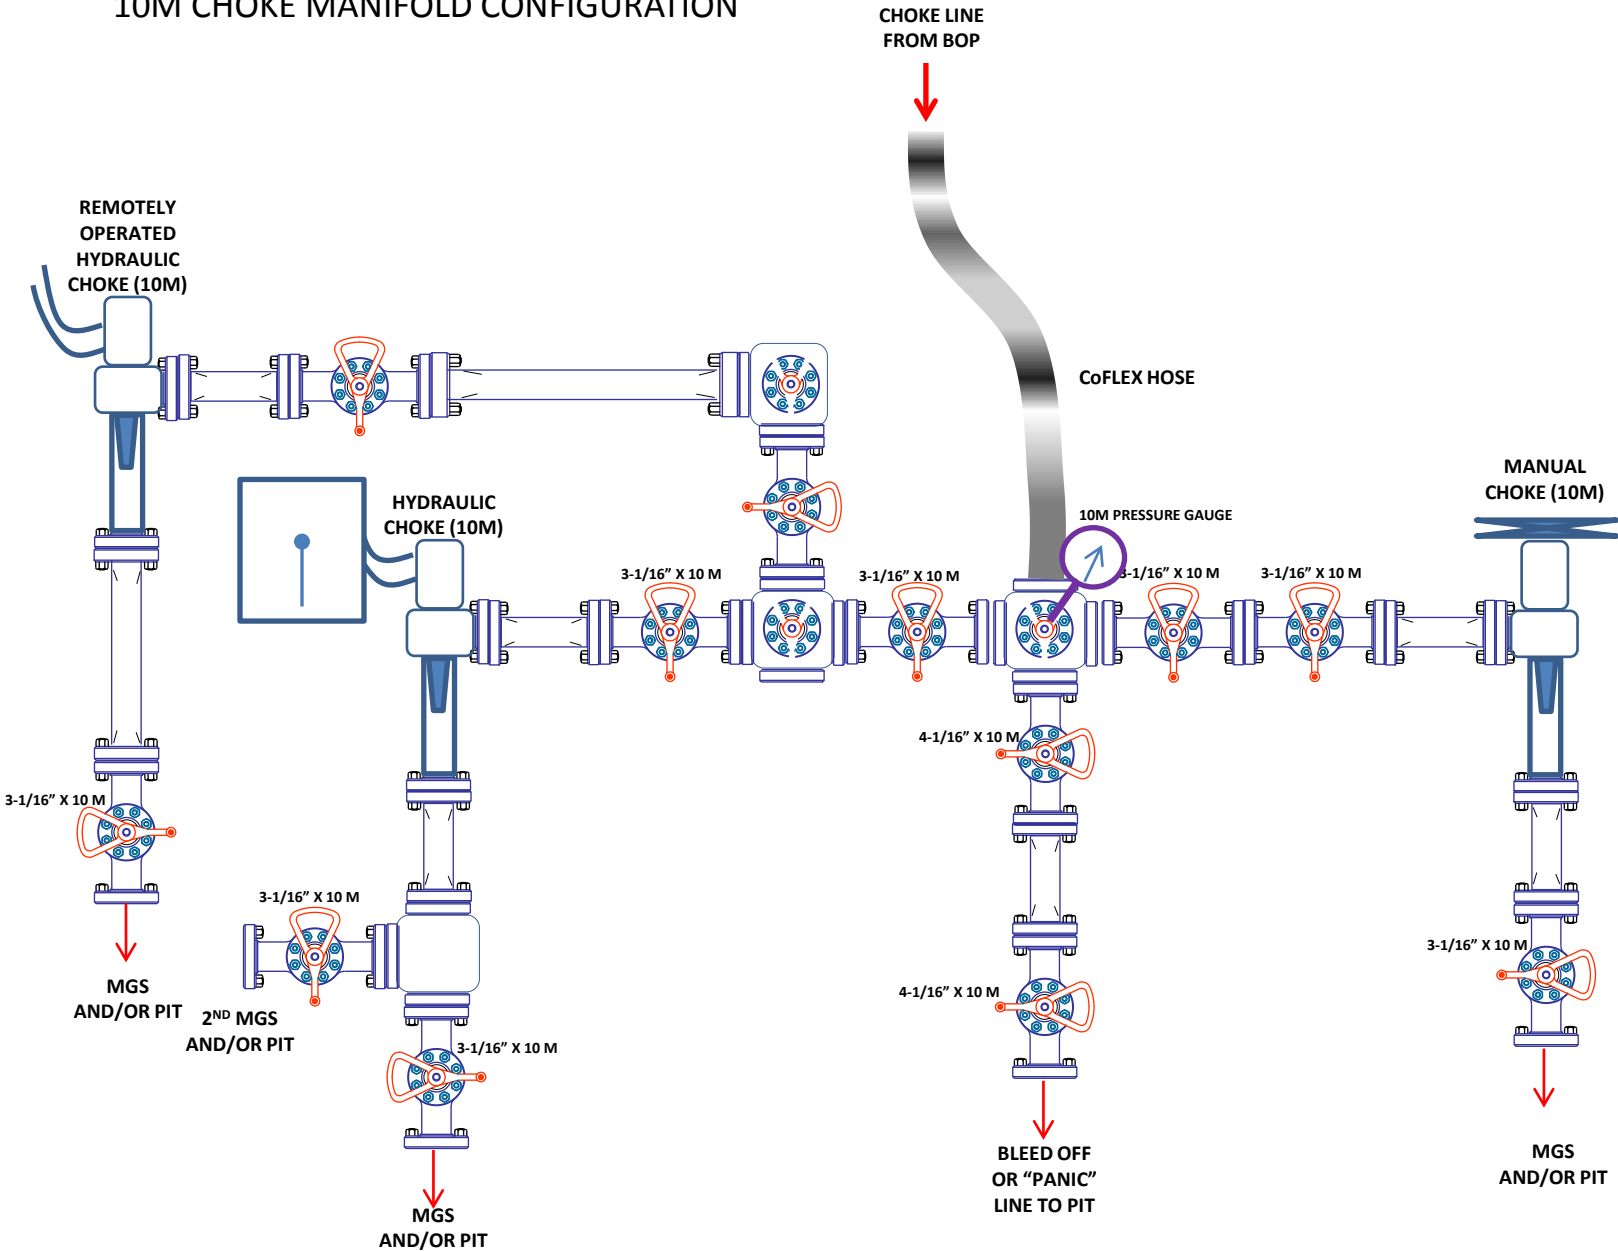 10M CHOKE MANIFOLD CONFIGURATION
CHOKE LINE
FROM BOP
REMOTELY
OPERATED
HYDRAULIC
CHOKE (10M)
CoFLEX HOSE
MANUAL
CHOKE (10M)
HYDRAULIC
CHOKE (10M)
10M PRESSURE GAUGE
3-1/16” X 10 M
3-1/16” X 10 M
3-1/16” X 10 M
3-1/16” X 10 M
4-1/16” X 10 M
3-1/16” X 10 M
3-1/16” X 10 M
3-1/16” X 10 M
4-1/16” X 10 M
MGS
AND/OR PIT
2ND MGS
AND/OR PIT
3-1/16” X 10 M
BLEED OFF
OR “PANIC”
LINE TO PIT
MGS
AND/OR PIT
MGS
AND/OR PIT